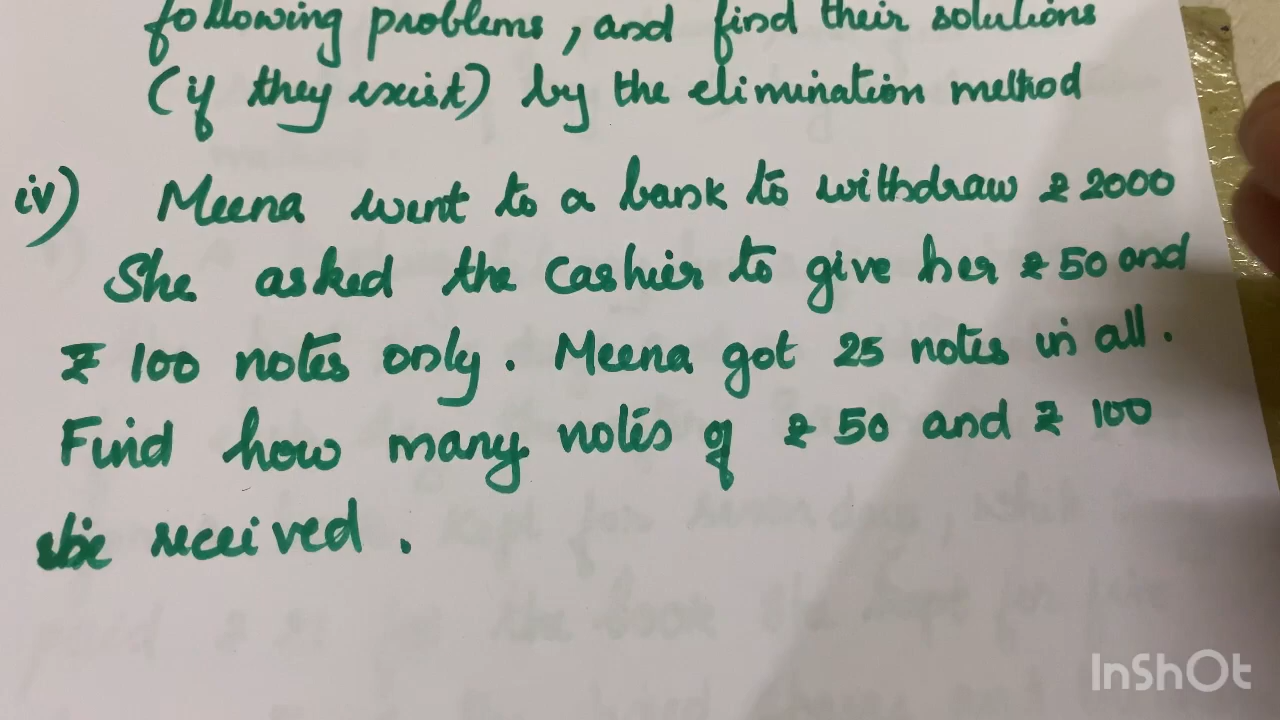 following problems, and find their solutions
(if they exist) by the elimination method
iv) Meena went to a bank to withdraw ₹ 2000
She asked the cashier to give her ₹ 50 and
₹ 100 notes only. Meena got 25 notes in all.
Find how many notes of ₹ 50 and ₹ 100
she received.
InShOt